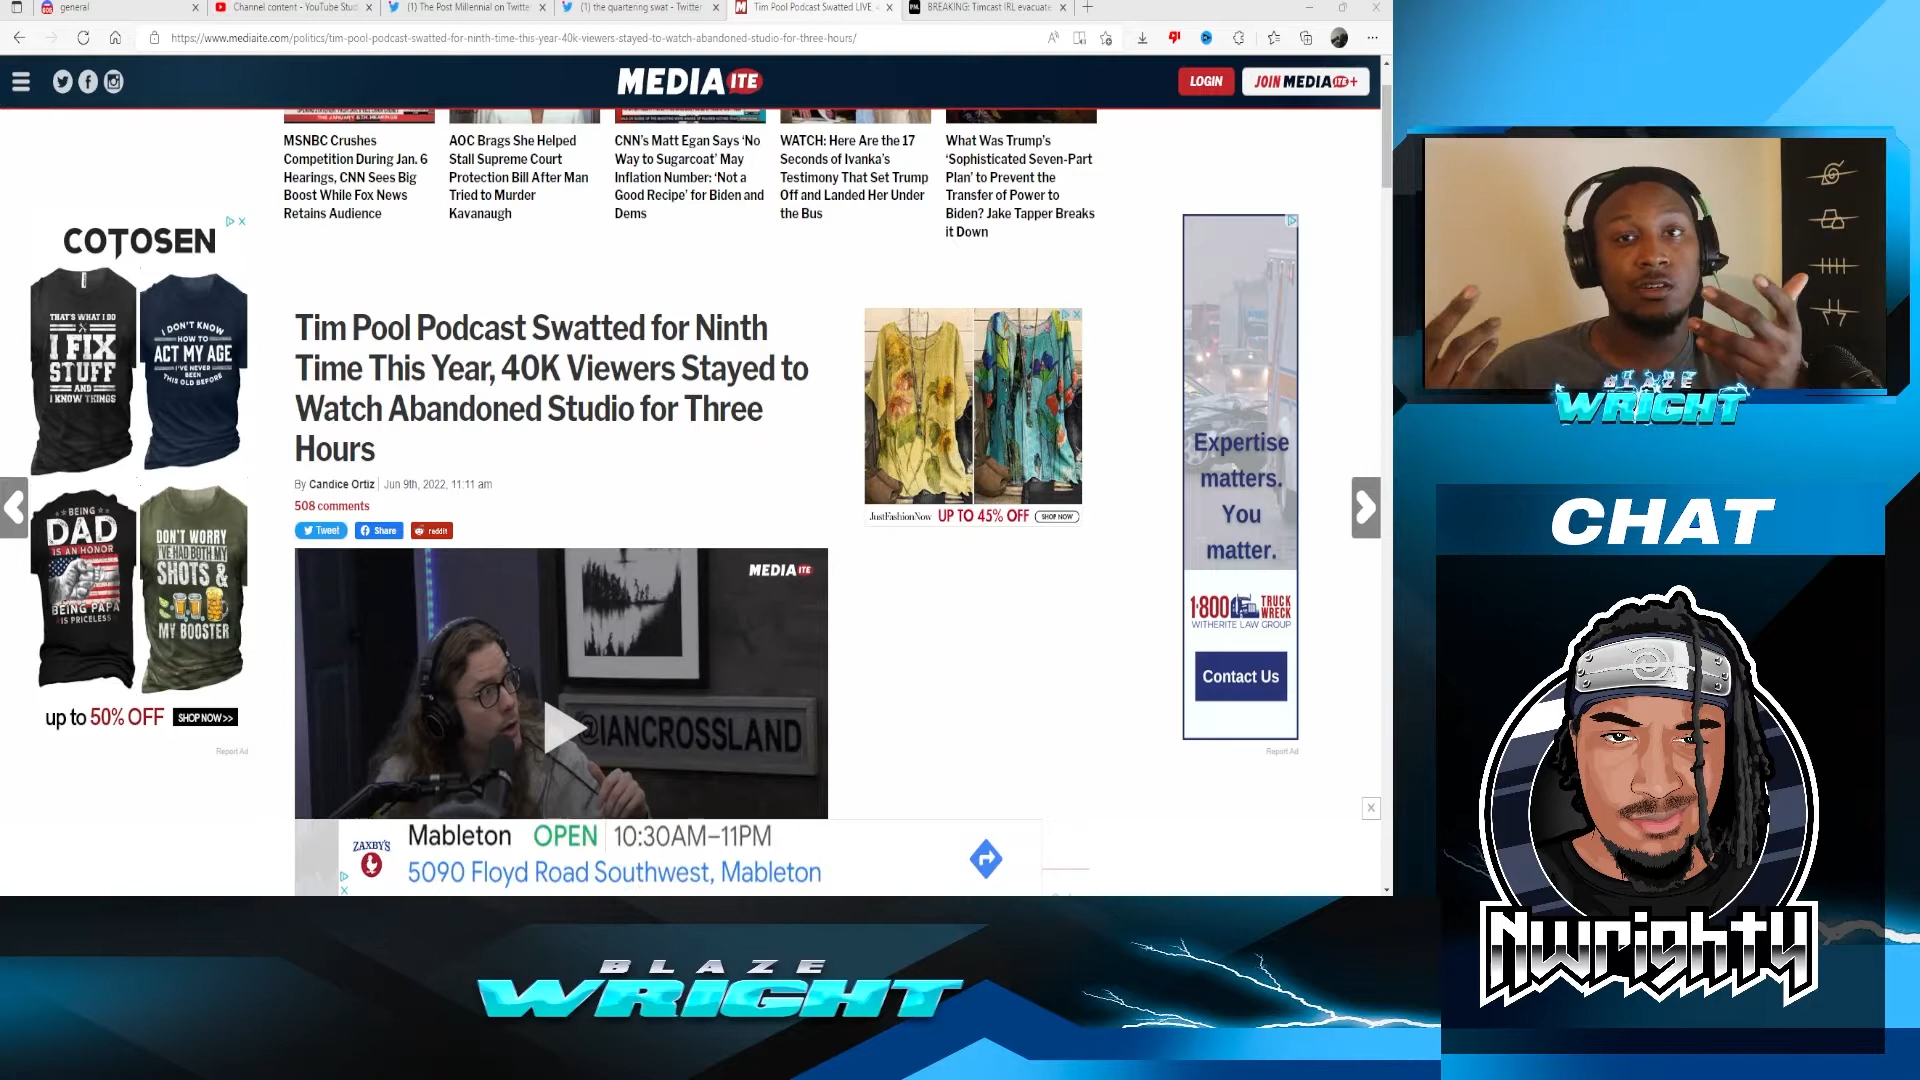 general
Channel content - YouTube Stud
(1) The Post Millennial on Twitte
(1) the quartering swat - Twitter
Tim Pool Podcast Swatted LIVE
BREAKING: Timcast IRL evacuate
https://www.mediaite.com/politics/tim-pool-podcast-swatted-for-ninth-time-this-year-40k-viewers-stayed-to-watch-abandoned-studio-for-three-hours/
MEDIAITE
LOGIN
JOIN MEDIAITE+
MSNBC Crushes
Competition During Jan. 6
Hearings, CNN Sees Big
Boost While Fox News
Retains Audience
AOC Brags She Helped
Stall Supreme Court
Protection Bill After Man
Tried to Murder
Kavanaugh
CNN's Matt Egan Says 'No
Way to Sugarcoat' May
Inflation Number: 'Not a
Good Recipe' for Biden and
Dems
WATCH: Here Are the 17
Seconds of Ivanka's
Testimony That Set Trump
Off and Landed Her Under
the Bus
What Was Trump's
'Sophisticated Seven-Part
Plan' to Prevent the
Transfer of Power to
Biden? Jake Tapper Breaks
it Down
COTOSEN
THAT'S WHAT I DO
I FIX
STUFF
AND
I KNOW THINGS
I DON'T KNOW
HOW TO
ACT MY AGE
I'VE NEVER
BEEN
THIS OLD BEFORE
BEING
DAD
IS AN HONOR
BEING PAPA
IS PRICELESS
DON'T WORRY
I'VE HAD BOTH MY
SHOTS &
MY BOOSTER
up to 50% OFF
SHOP NOW >>
Report Ad
Tim Pool Podcast Swatted for Ninth
Time This Year, 40K Viewers Stayed to
Watch Abandoned Studio for Three
Hours
By Candice Ortiz
Jun 9th, 2022, 11:11 am
508 comments
Tweet
Share
reddit
JustFashionNow
UP TO 45% OFF
SHOP NOW
MEDIAITE
@IANCROSSLAND
Expertise
matters.
You
matter.
1-800 TRUCK
WRECK
WITHERITE LAW GROUP
Contact Us
Report Ad
ZAXBY'S
Mableton OPEN 10:30AM–11PM
5090 Floyd Road Southwest, Mableton
BLAZE
WRIGHT
CHAT
Nwrighty
BLAZE
WRIGHT